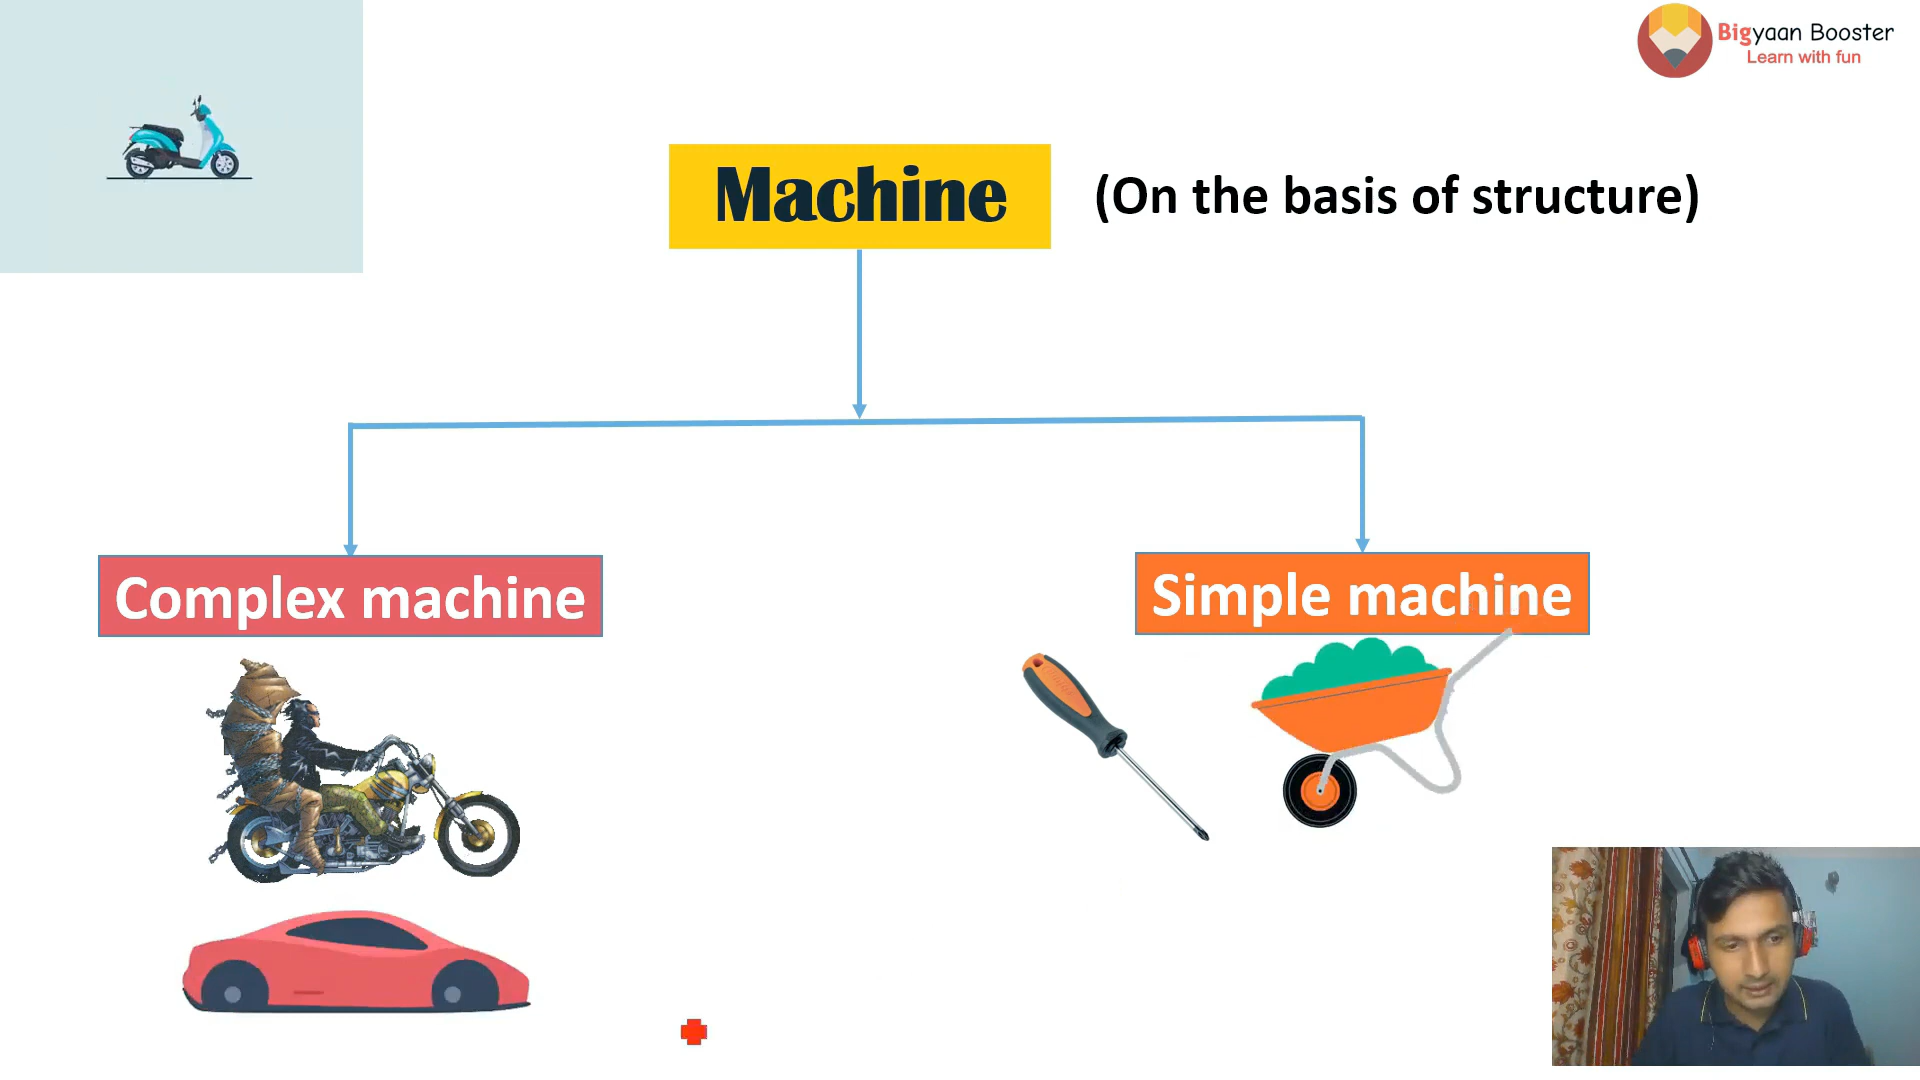 Bigyaan Booster
Learn with fun
Machine
(On the basis of structure)
Complex machine
Simple machine